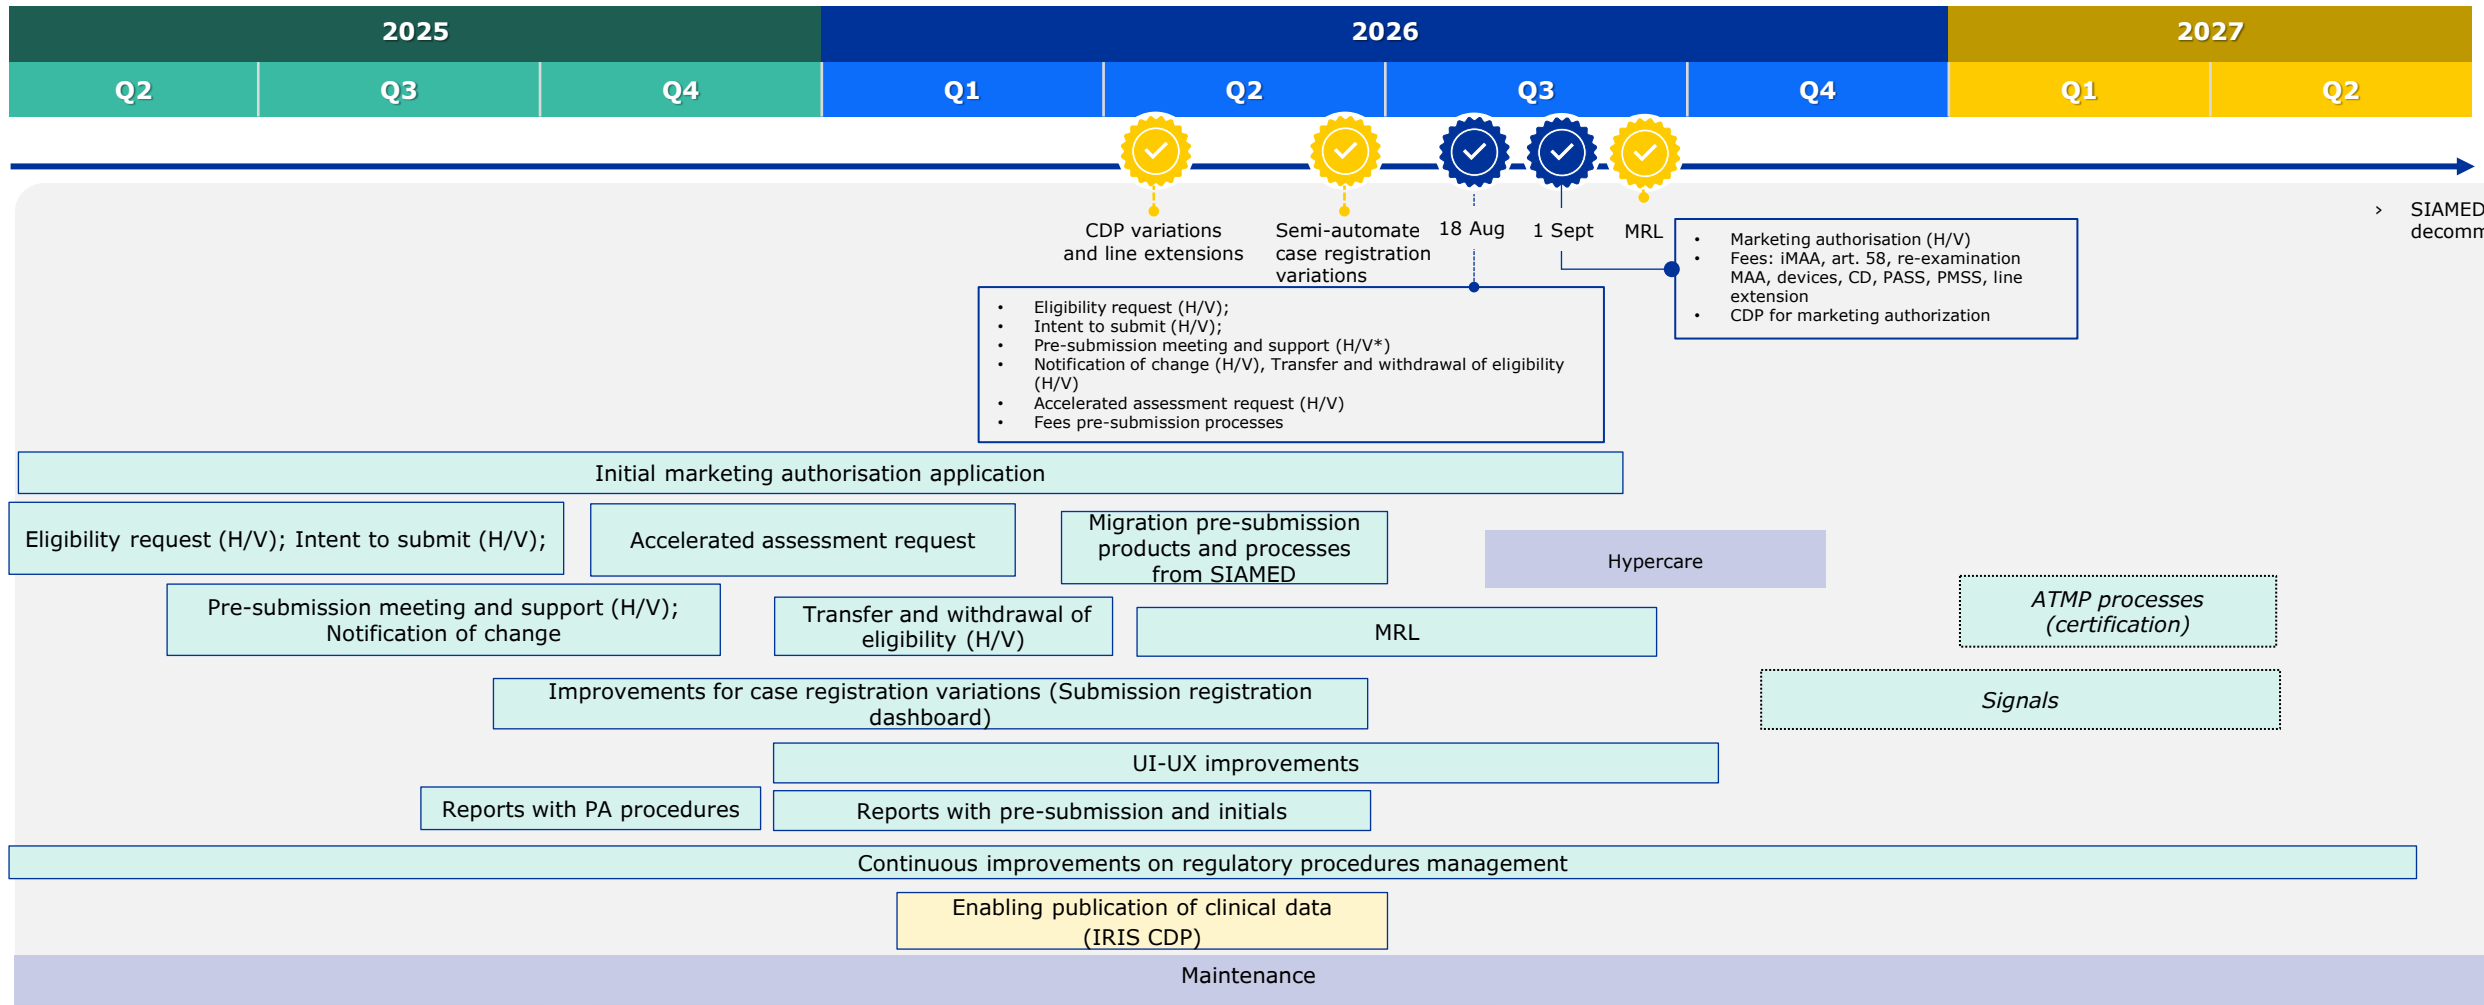 2025
2026
2027
Q2
Q3
Q4
Q1
Q2
Q3
Q4
Q1
Q2
CDP variations
and line extensions
Semi-automate
case registration
variations
18 Aug
1 Sept
MRL
• Marketing authorisation (H/V)
• Fees: iMAA, art. 58, re-examination
MAA, devices, CD, PASS, PMSS, line
extension
• CDP for marketing authorization
› SIAMED
decomm
• Eligibility request (H/V);
• Intent to submit (H/V);
• Pre-submission meeting and support (H/V*)
• Notification of change (H/V), Transfer and withdrawal of eligibility
(H/V)
• Accelerated assessment request (H/V)
• Fees pre-submission processes
Initial marketing authorisation application
Eligibility request (H/V); Intent to submit (H/V);
Accelerated assessment request
Migration pre-submission
products and processes
from SIAMED
Hypercare
Pre-submission meeting and support (H/V);
Notification of change
Transfer and withdrawal of
eligibility (H/V)
MRL
ATMP processes
(certification)
Improvements for case registration variations (Submission registration
dashboard)
Signals
UI-UX improvements
Reports with PA procedures
Reports with pre-submission and initials
Continuous improvements on regulatory procedures management
Enabling publication of clinical data
(IRIS CDP)
Maintenance